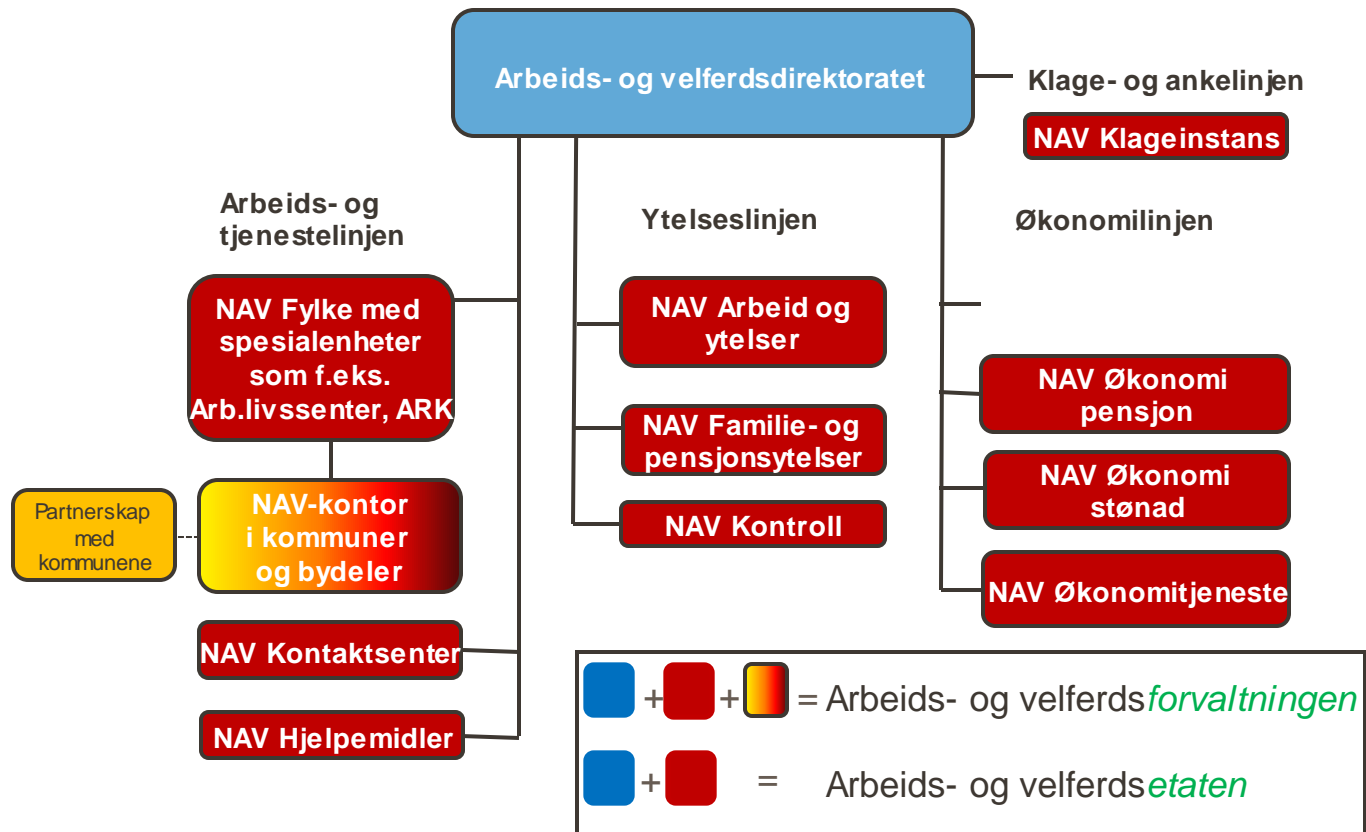 Arbeids- og velferdsdirektoratet
Klage- og ankelinjen
NAV Klageinstans
Arbeids- og
tjenestelinjen
NAV Fylke med
spesialenheter
som f.eks.
Arb.livssenter, ARK
NAV-kontor
i kommuner
og bydeler
Partnerskap
med
kommunene
NAV Kontaktsenter
NAV Hjelpemidler
Ytelseslinjen
NAV Arbeid og
ytelser
NAV Familie- og
pensjonsytelser
NAV Kontroll
Økonomilinjen
NAV Økonomi
pensjon
NAV Økonomi
stønad
NAV Økonomitjeneste
+ + = Arbeids- og velferdsforvaltningen
+ = Arbeids- og velferdsetaten